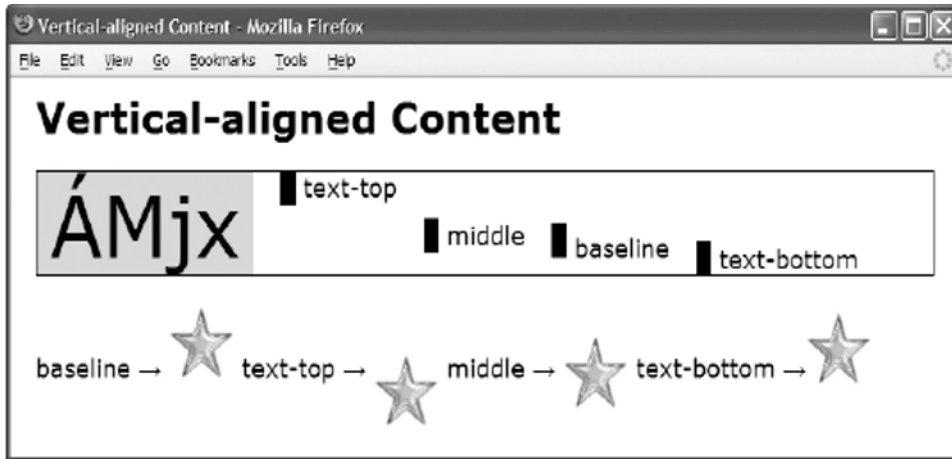 Vertical-aligned Content - Mozilla Firefox
File Edit View Go Bookmarks Tools Help
Vertical-aligned Content
ÁMjx text-top middle baseline text-bottom
baseline → text-top → middle → text-bottom →